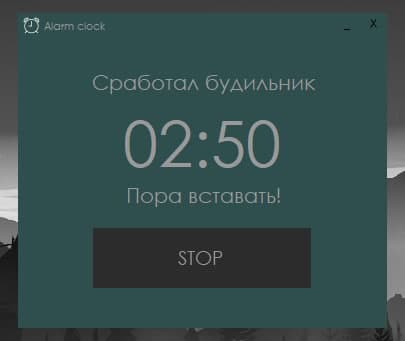 Alarm clock
_ X
Сработал будильник
02:50
Пора вставать!
STOP